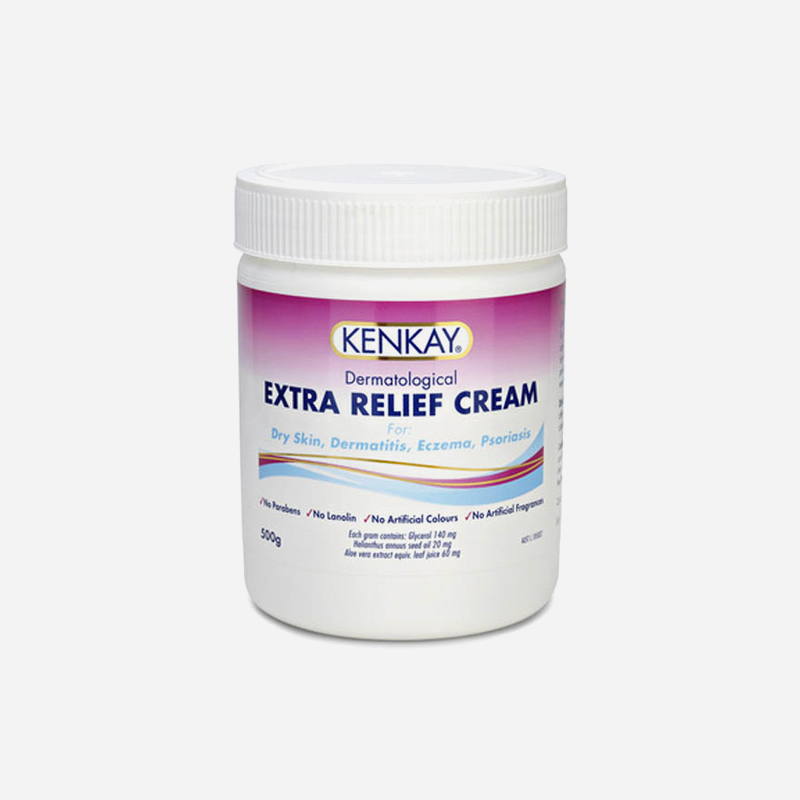 KENKAY®
Dermatological
EXTRA RELIEF CREAM
For:
Dry Skin, Dermatitis, Eczema, Psoriasis
✓No Parabens ✓No Lanolin ✓No Artificial Colours ✓No Artificial Fragrances
500g
Each gram contains: Glycerol 140 mg
Helianthus annuus seed oil 20 mg
Aloe vera extract equiv. leaf juice 60 mg